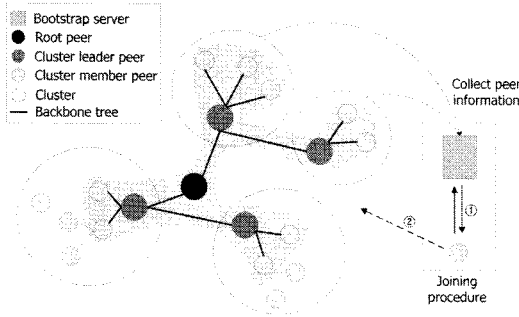 Bootstrap server
Root peer
Cluster leader peer
Cluster member peer
Cluster
Backbone tree
Collect peer
information
①
②
Joining
procedure